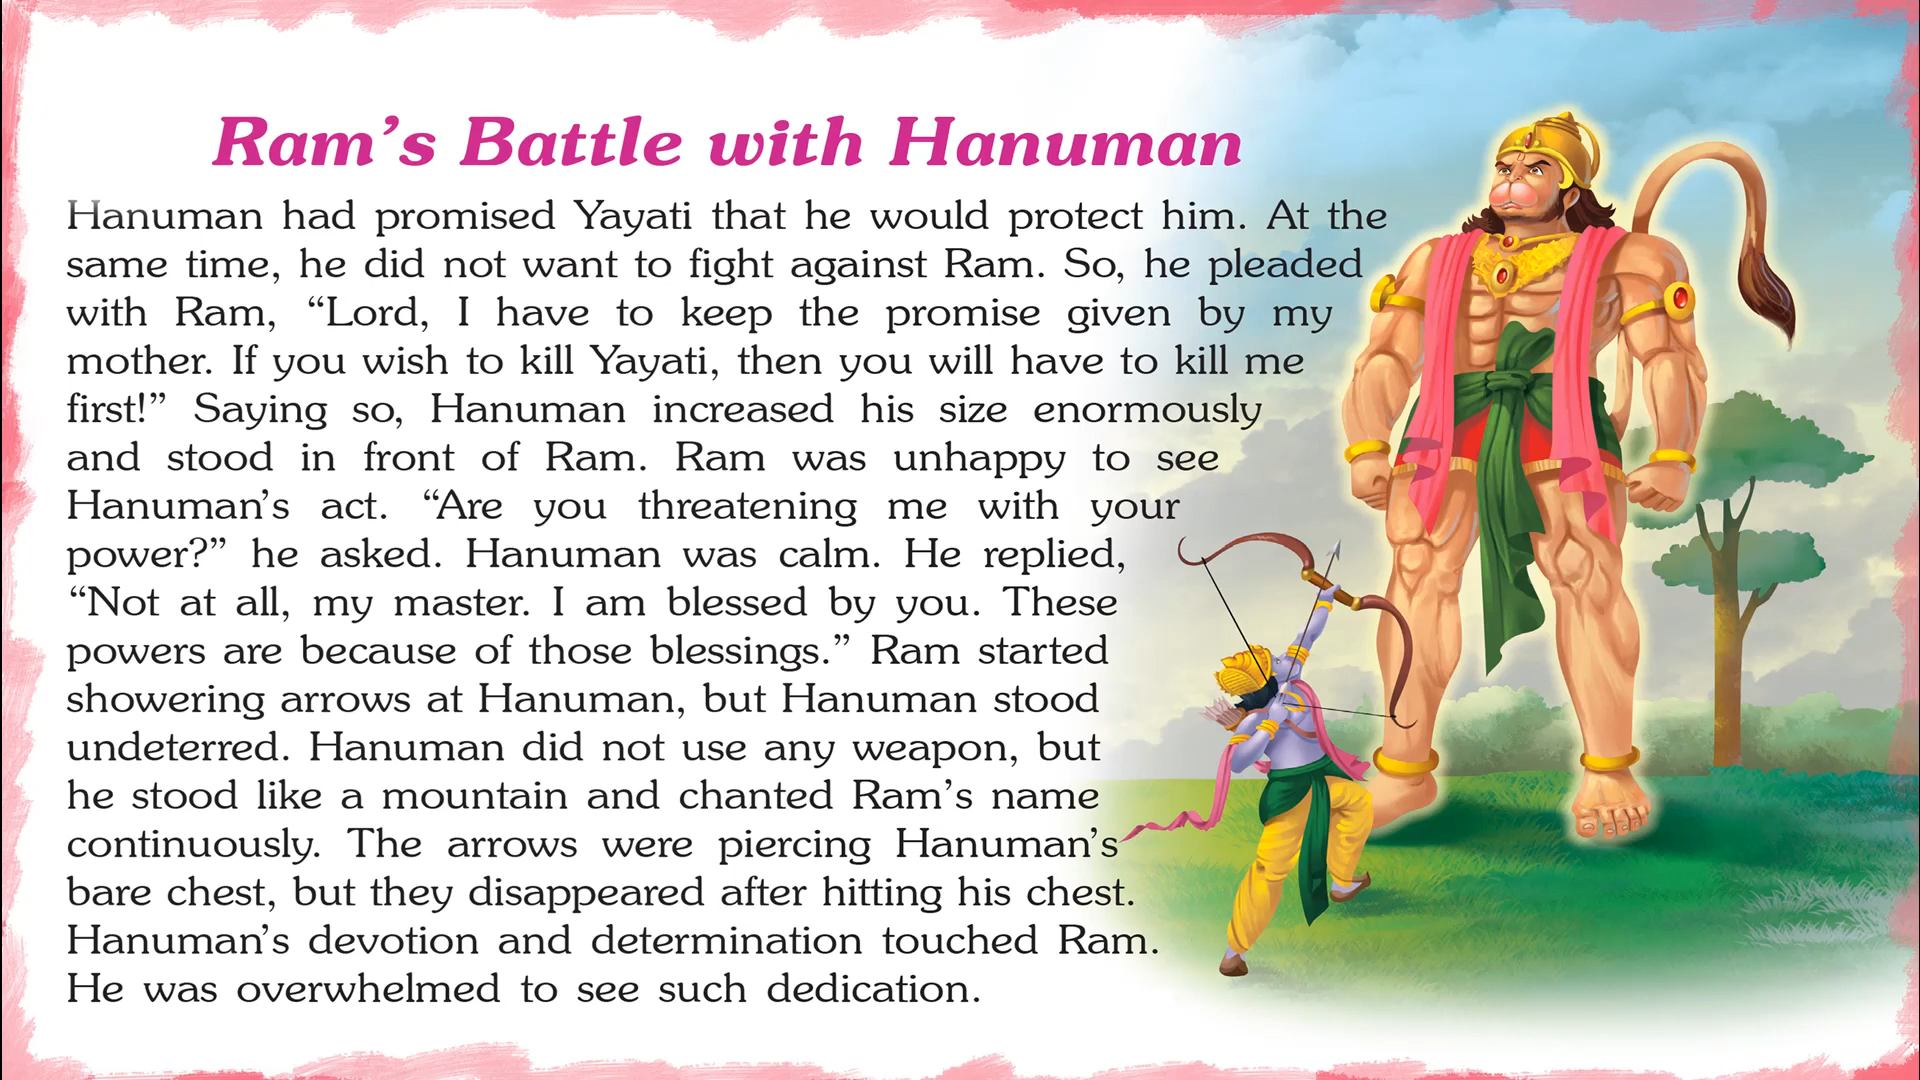 Ram’s Battle with Hanuman
Hanuman had promised Yayati that he would protect him. At the
same time, he did not want to fight against Ram. So, he pleaded
with Ram, “Lord, I have to keep the promise given by my
mother. If you wish to kill Yayati, then you will have to kill me
first!” Saying so, Hanuman increased his size enormously
and stood in front of Ram. Ram was unhappy to see
Hanuman’s act. “Are you threatening me with your
power?” he asked. Hanuman was calm. He replied,
“Not at all, my master. I am blessed by you. These
powers are because of those blessings.” Ram started
showering arrows at Hanuman, but Hanuman stood
undeterred. Hanuman did not use any weapon, but
he stood like a mountain and chanted Ram’s name
continuously. The arrows were piercing Hanuman’s
bare chest, but they disappeared after hitting his chest.
Hanuman’s devotion and determination touched Ram.
He was overwhelmed to see such dedication.